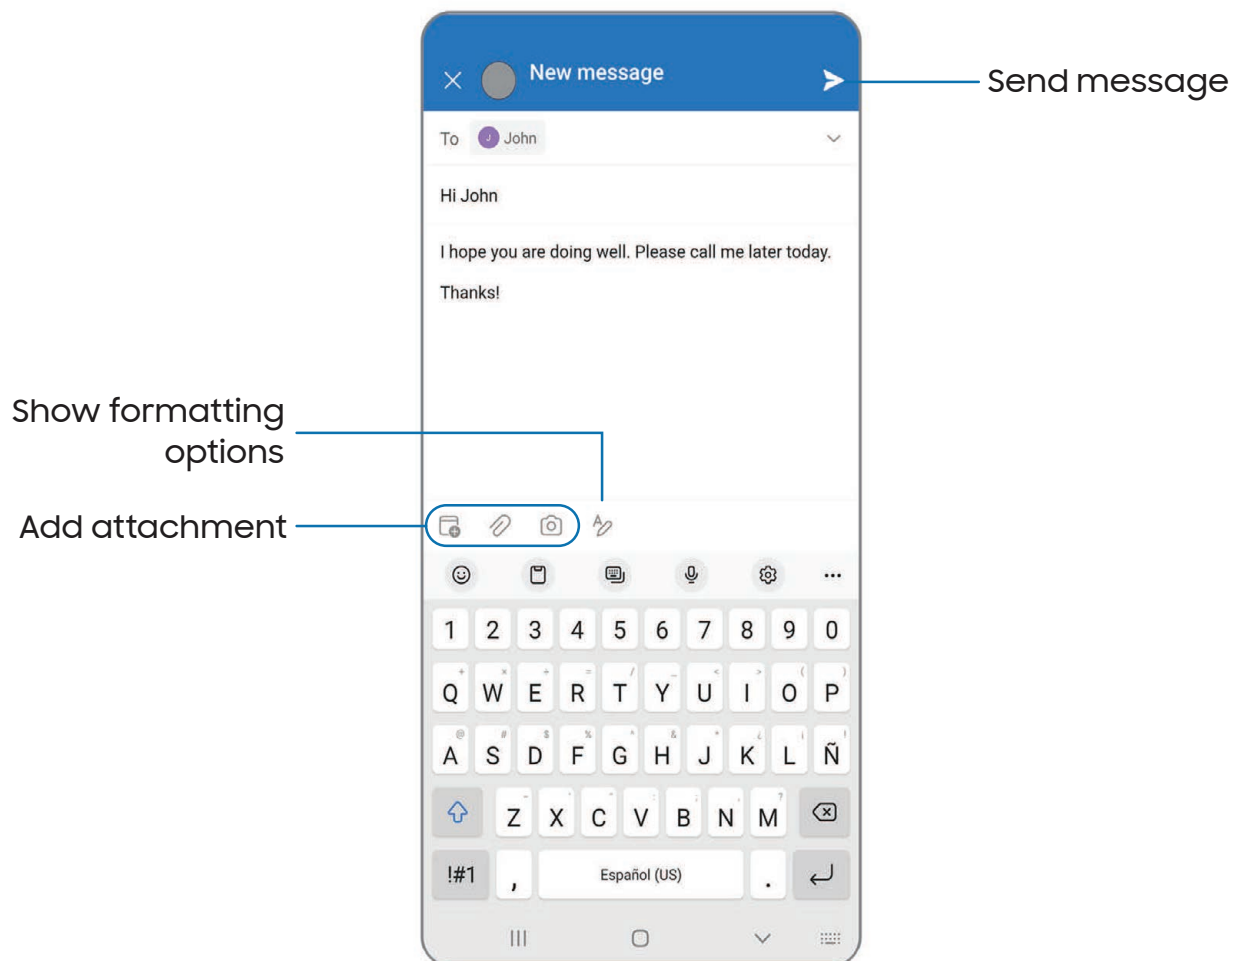 New message
Send message
To J John
Hi John
I hope you are doing well. Please call me later today.
Thanks!
Show formatting
options
Add attachment
1 2 3 4 5 6 7 8 9 0
Q W E R T Y U I O P
A S D F G H J K L Ñ
Z X C V B N M
!#1 , Español (US) .